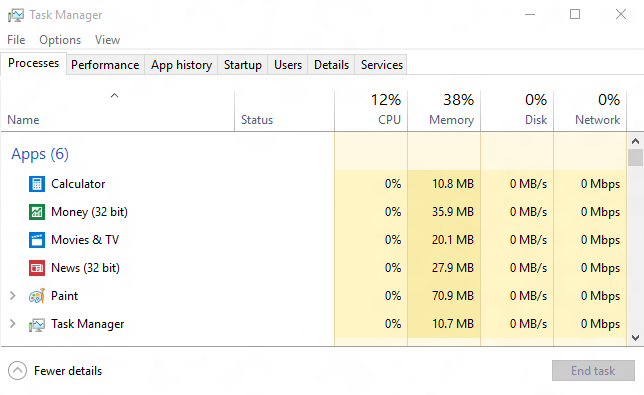 Task Manager
File Options View
Processes Performance App history Startup Users Details Services
12% 38% 0% 0%
Name Status CPU Memory Disk Network
Apps (6)
Calculator 0% 10.8 MB 0 MB/s 0 Mbps
Money (32 bit) 0% 35.9 MB 0 MB/s 0 Mbps
Movies & TV 0% 20.1 MB 0 MB/s 0 Mbps
News (32 bit) 0% 27.9 MB 0 MB/s 0 Mbps
Paint 0% 70.9 MB 0 MB/s 0 Mbps
Task Manager 0% 10.7 MB 0 MB/s 0 Mbps
Fewer details End task